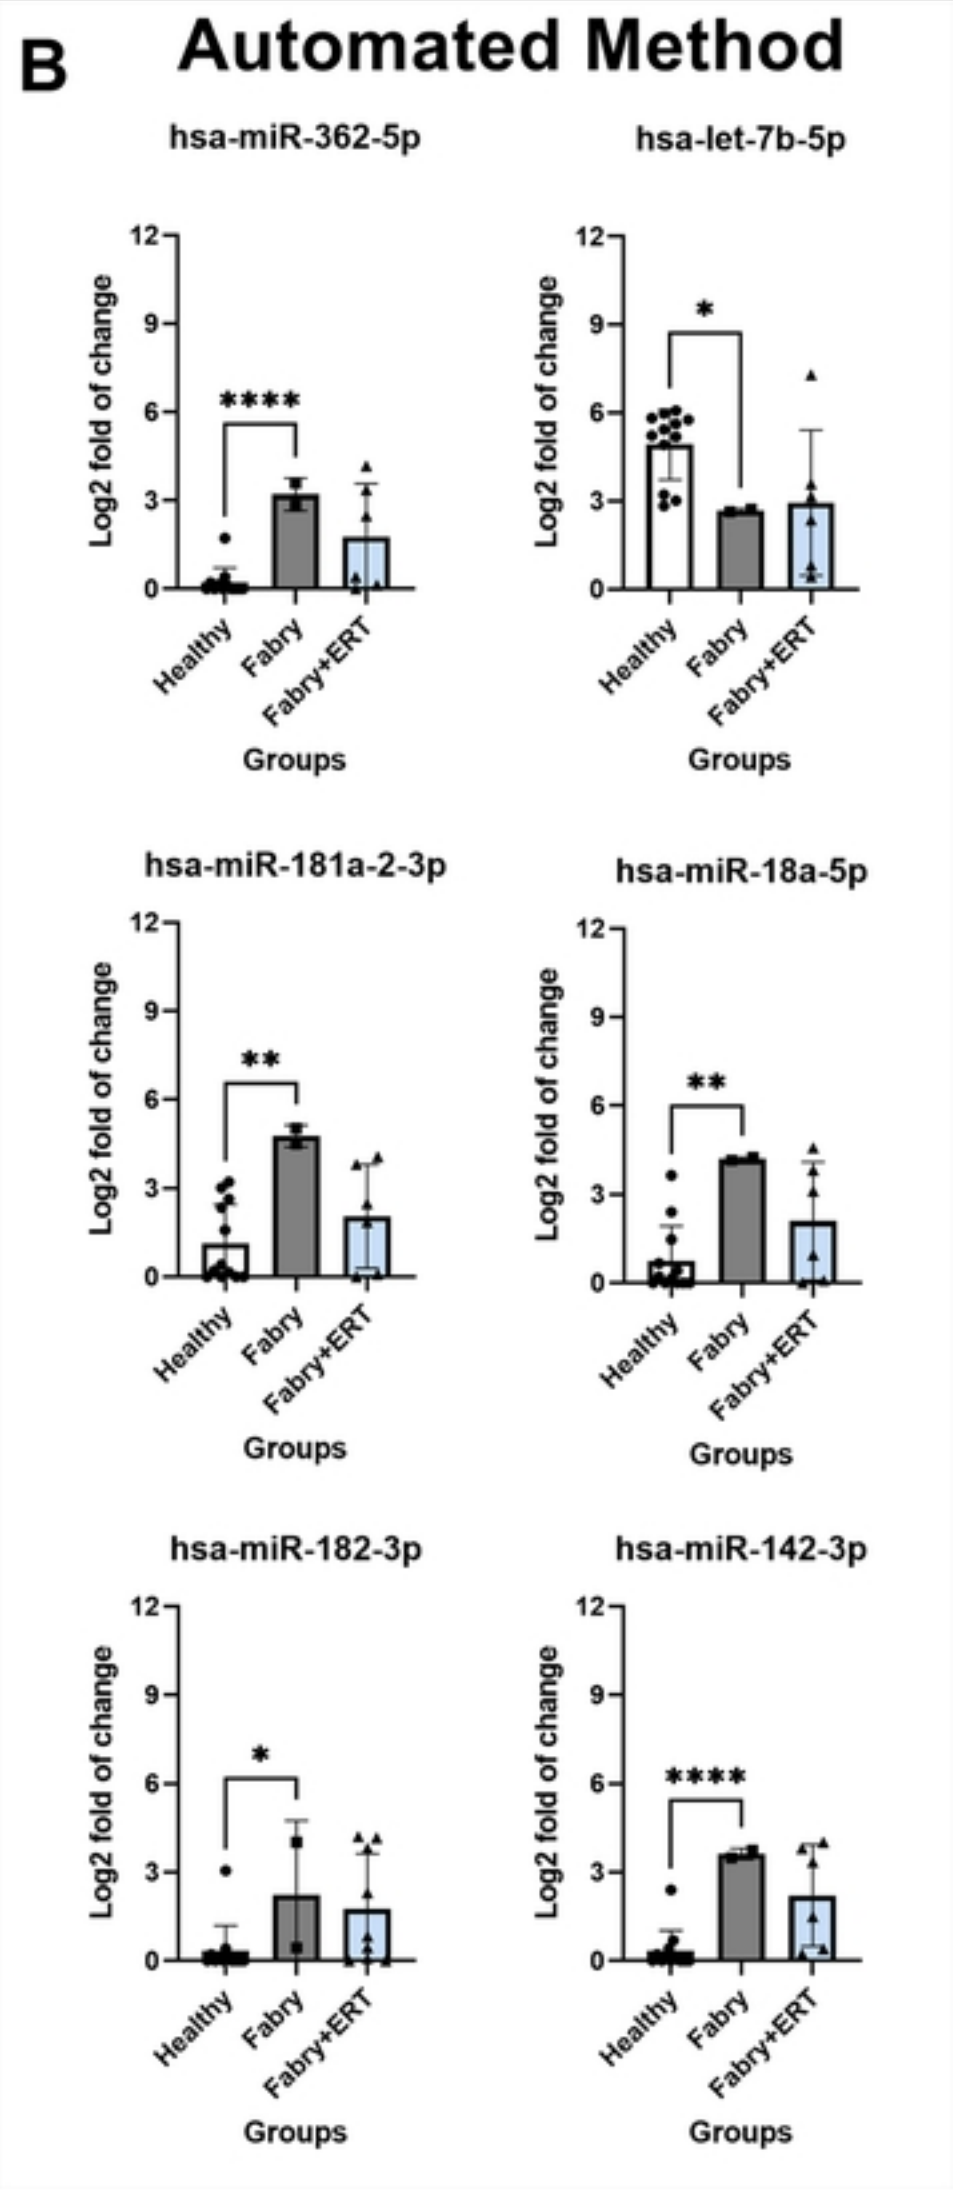 B Automated Method
hsa-miR-362-5p
Log2 fold of change
12
9
6
3
0
****
Healthy
Fabry
Fabry+ERT
Groups
hsa-let-7b-5p
Log2 fold of change
12
9
6
3
0
*
Healthy
Fabry
Fabry+ERT
Groups
hsa-miR-181a-2-3p
Log2 fold of change
12
9
6
3
0
**
Healthy
Fabry
Fabry+ERT
Groups
hsa-miR-18a-5p
Log2 fold of change
12
9
6
3
0
**
Healthy
Fabry
Fabry+ERT
Groups
hsa-miR-182-3p
Log2 fold of change
12
9
6
3
0
*
Healthy
Fabry
Fabry+ERT
Groups
hsa-miR-142-3p
Log2 fold of change
12
9
6
3
0
****
Healthy
Fabry
Fabry+ERT
Groups